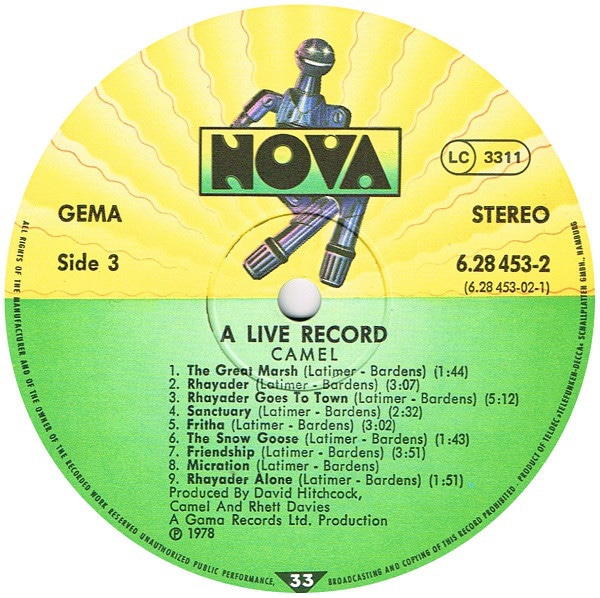 NOVA
LC 3311
GEMA
STEREO
Side 3
6.28 453-2
(6.28 453-02-1)
A LIVE RECORD
CAMEL
1. The Great Marsh (Latimer - Bardens) (1:44)
2. Rhayader (Latimer - Bardens) (3:07)
3. Rhayader Goes To Town (Latimer - Bardens) (5:12)
4. Sanctuary (Latimer - Bardens) (2:32)
5. Fritha (Latimer - Bardens) (3:02)
6. The Snow Goose (Latimer - Bardens) (1:43)
7. Friendship (Latimer - Bardens) (3:51)
8. Micration (Latimer - Bardens)
9. Rhayader Alone (Latimer - Bardens) (1:51)
Produced By David Hitchcock,
Camel And Rhett Davies
A Gama Records Ltd. Production
℗ 1978
33
ALL RIGHTS OF THE MANUFACTURER AND OF THE OWNER OF THE RECORDED WORK RESERVED UNAUTHORIZED PUBLIC PERFORMANCE, BROADCASTING AND COPYING OF THIS RECORD PROHIBITED · PRODUCT OF TELDEC »TELEFUNKEN-DECCA« SCHALLPLATTEN GMBH., HAMBURG